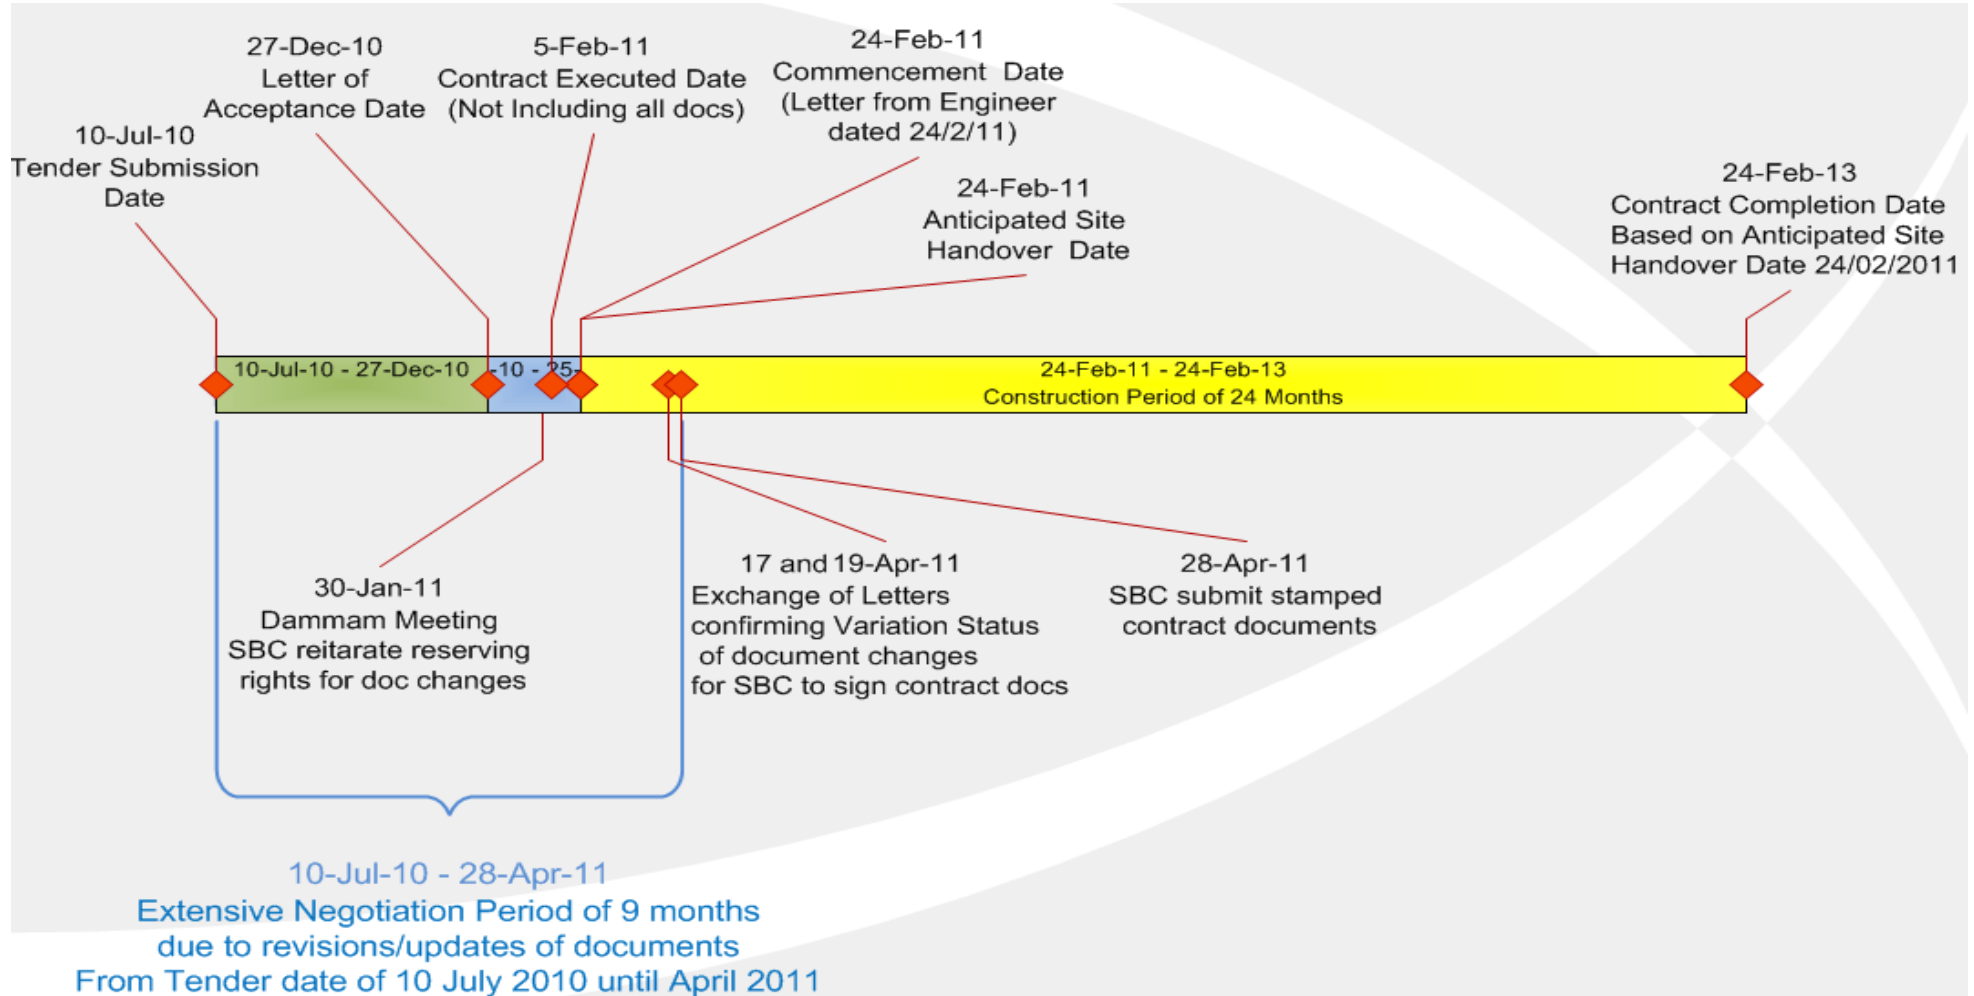 27-Dec-10
Letter of
Acceptance Date
5-Feb-11
Contract Executed Date
(Not Including all docs)
24-Feb-11
Commencement Date
(Letter from Engineer
dated 24/2/11)
10-Jul-10
Tender Submission
Date
24-Feb-11
Anticipated Site
Handover Date
24-Feb-13
Contract Completion Date
Based on Anticipated Site
Handover Date 24/02/2011
10-Jul-10 - 27-Dec-10
-10 - 25-
24-Feb-11 - 24-Feb-13
Construction Period of 24 Months
30-Jan-11
Dammam Meeting
SBC reitarate reserving
rights for doc changes
17 and 19-Apr-11
Exchange of Letters
confirming Variation Status
of document changes
for SBC to sign contract docs
28-Apr-11
SBC submit stamped
contract documents
10-Jul-10 - 28-Apr-11
Extensive Negotiation Period of 9 months
due to revisions/updates of documents
From Tender date of 10 July 2010 until April 2011